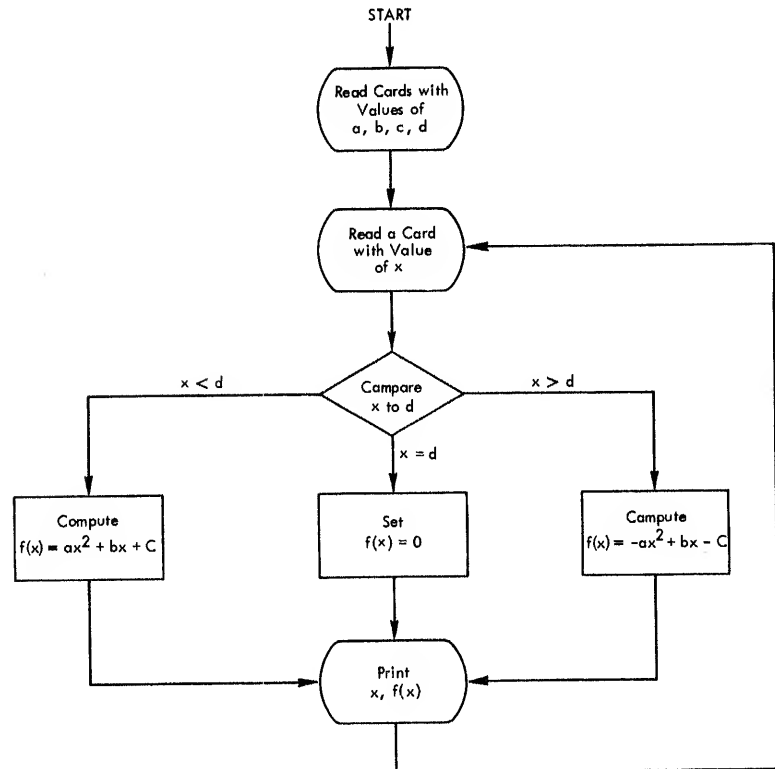 START
Read Cards with
Values of
a, b, c, d
Read a Card
with Value
of x
x < d
Campare
x to d
x > d
x = d
Compute
f(x) = ax² + bx + C
Set
f(x) = 0
Campute
f(x) = -ax² + bx - C
Print
x, f(x)